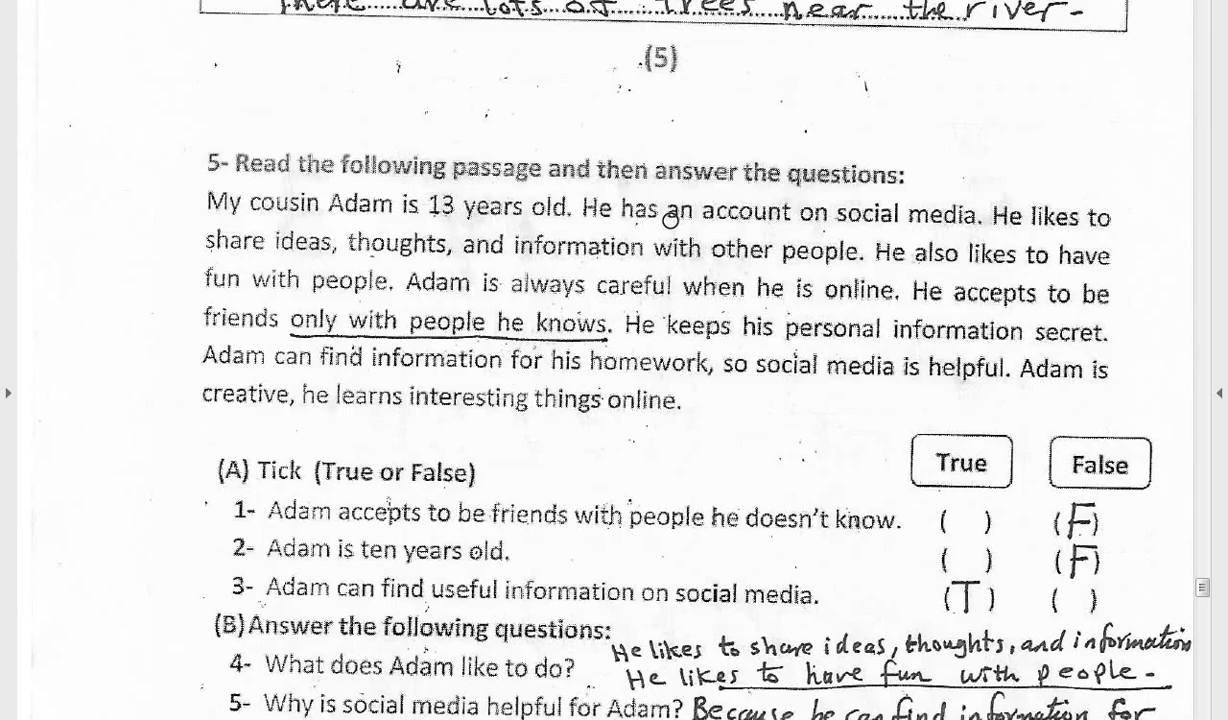 There are lots of trees near the river.
(5)
5- Read the following passage and then answer the questions:
My cousin Adam is 13 years old. He has an account on social media. He likes to
share ideas, thoughts, and information with other people. He also likes to have
fun with people. Adam is always careful when he is online. He accepts to be
friends only with people he knows. He keeps his personal information secret.
Adam can find information for his homework, so social media is helpful. Adam is
creative, he learns interesting things online.
(A) Tick (True or False) True False
1- Adam accepts to be friends with people he doesn't know. ( ) (F)
2- Adam is ten years old. ( ) (F)
3- Adam can find useful information on social media. (T) ( )
(B) Answer the following questions:
He likes to share ideas, thoughts, and information
4- What does Adam like to do? He likes to have fun with people.
5- Why is social media helpful for Adam? Because he can find information for